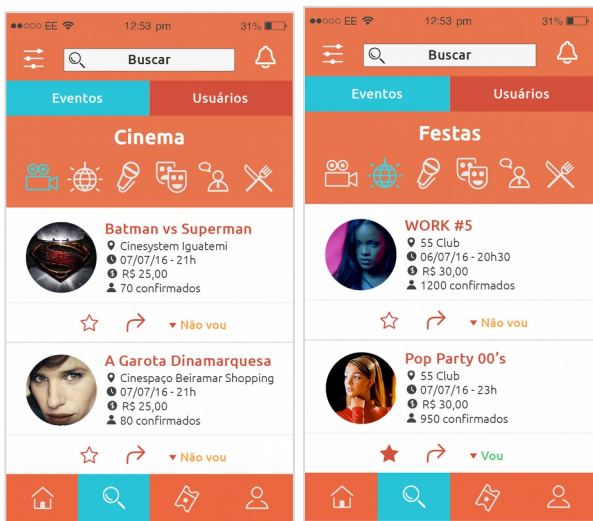 ●●○○○ EE 12:53 pm 31%
Buscar
Eventos Usuários
Cinema
Batman vs Superman
Cinesystem Iguatemi
07/07/16 - 21h
R$ 25,00
70 confirmados
Não vou
A Garota Dinamarquesa
Cinespaço Beiramar Shopping
07/07/16 - 21h
R$ 25,00
80 confirmados
Não vou
●●○○○ EE 12:53 pm 31%
Buscar
Eventos Usuários
Festas
WORK #5
55 Club
06/07/16 - 20h30
R$ 30,00
1200 confirmados
Não vou
Pop Party 00’s
55 Club
07/07/16 - 23h
R$ 30,00
950 confirmados
Vou